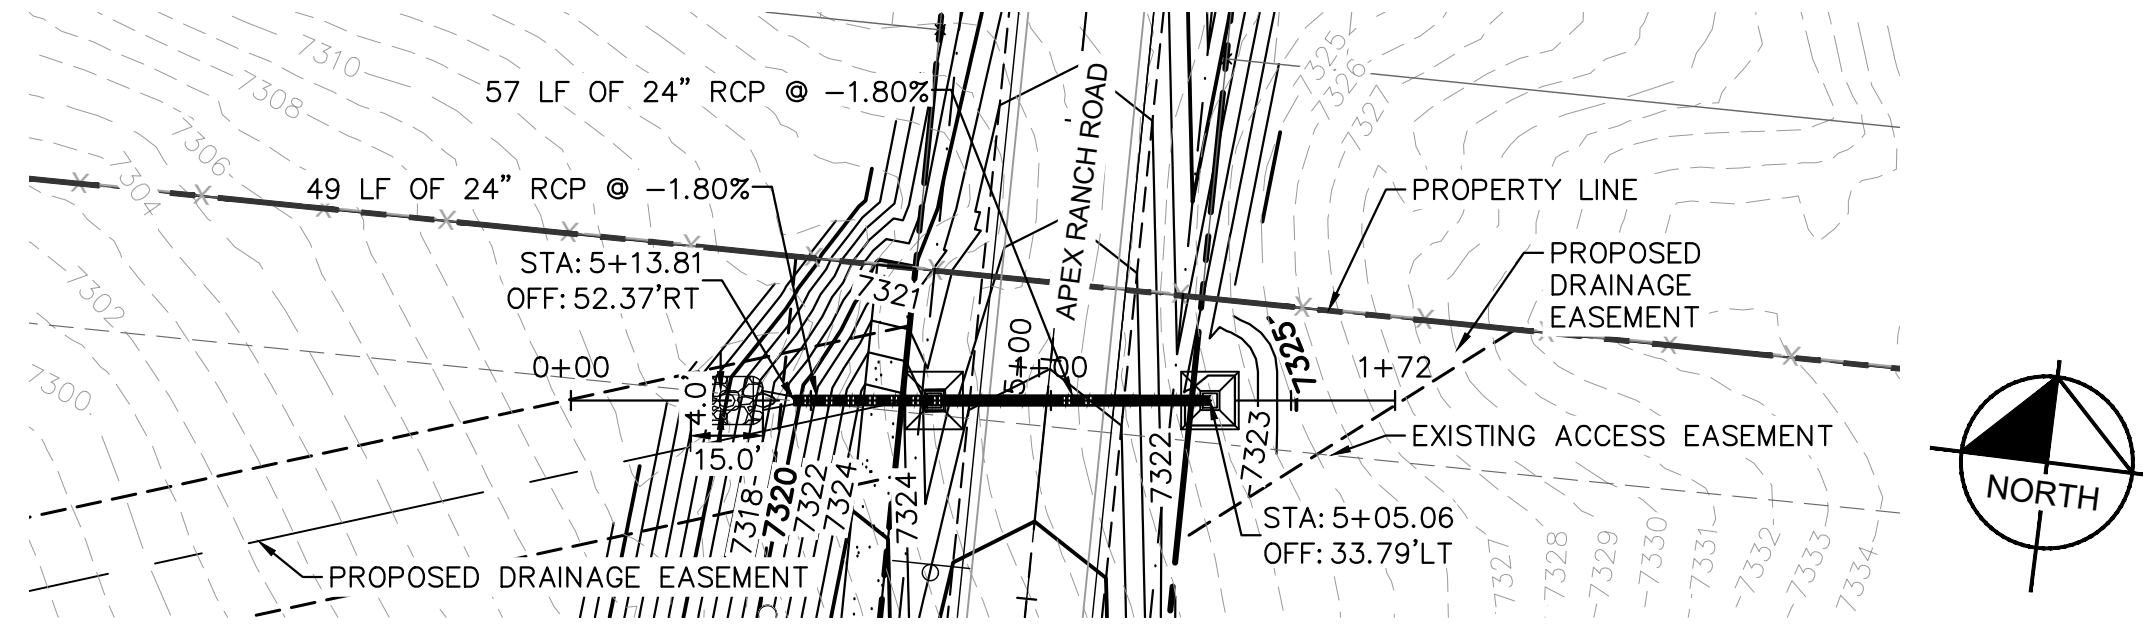 57 LF OF 24" RCP @ -1.80%
49 LF OF 24" RCP @ -1.80%
STA: 5+13.81
OFF: 52.37'RT
APEX RANCH ROAD
PROPERTY LINE
PROPOSED
DRAINAGE
EASEMENT
EXISTING ACCESS EASEMENT
STA: 5+05.06
OFF: 33.79'LT
PROPOSED DRAINAGE EASEMENT
0+00
5+00
1+72
4.0'
15.0'
7310
7308
7306
7304
7302
7300
7321
7318
7320
7322
7324
7324
7322
7323
7325
7325
7326
7327
7327
7328
7329
7330
7331
7332
7333
7334
NORTH